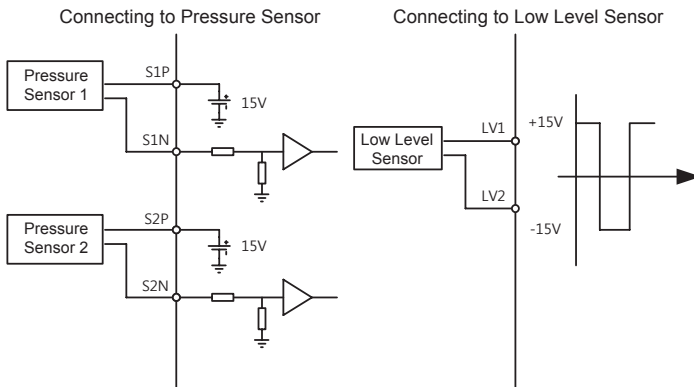 Connecting to Pressure Sensor
Pressure
Sensor 1
S1P
15V
S1N
Pressure
Sensor 2
S2P
15V
S2N
Connecting to Low Level Sensor
Low Level
Sensor
LV1
LV2
+15V
-15V